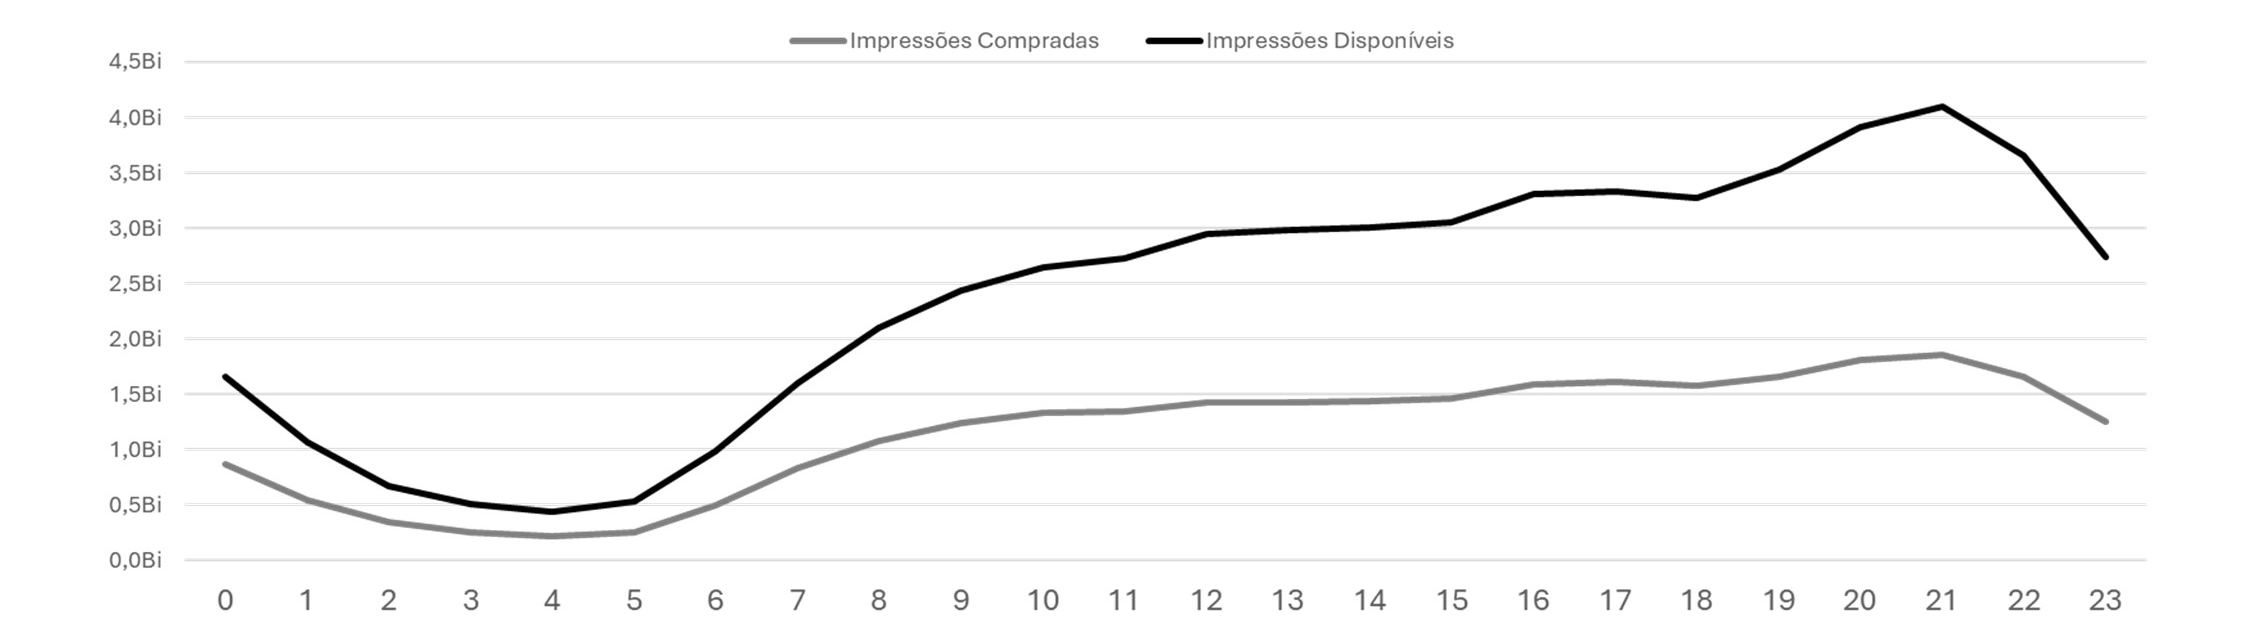 Impressões Compradas Impressões Disponíveis
4,5Bi
4,0Bi
3,5Bi
3,0Bi
2,5Bi
2,0Bi
1,5Bi
1,0Bi
0,5Bi
0,0Bi
0 1 2 3 4 5 6 7 8 9 10 11 12 13 14 15 16 17 18 19 20 21 22 23